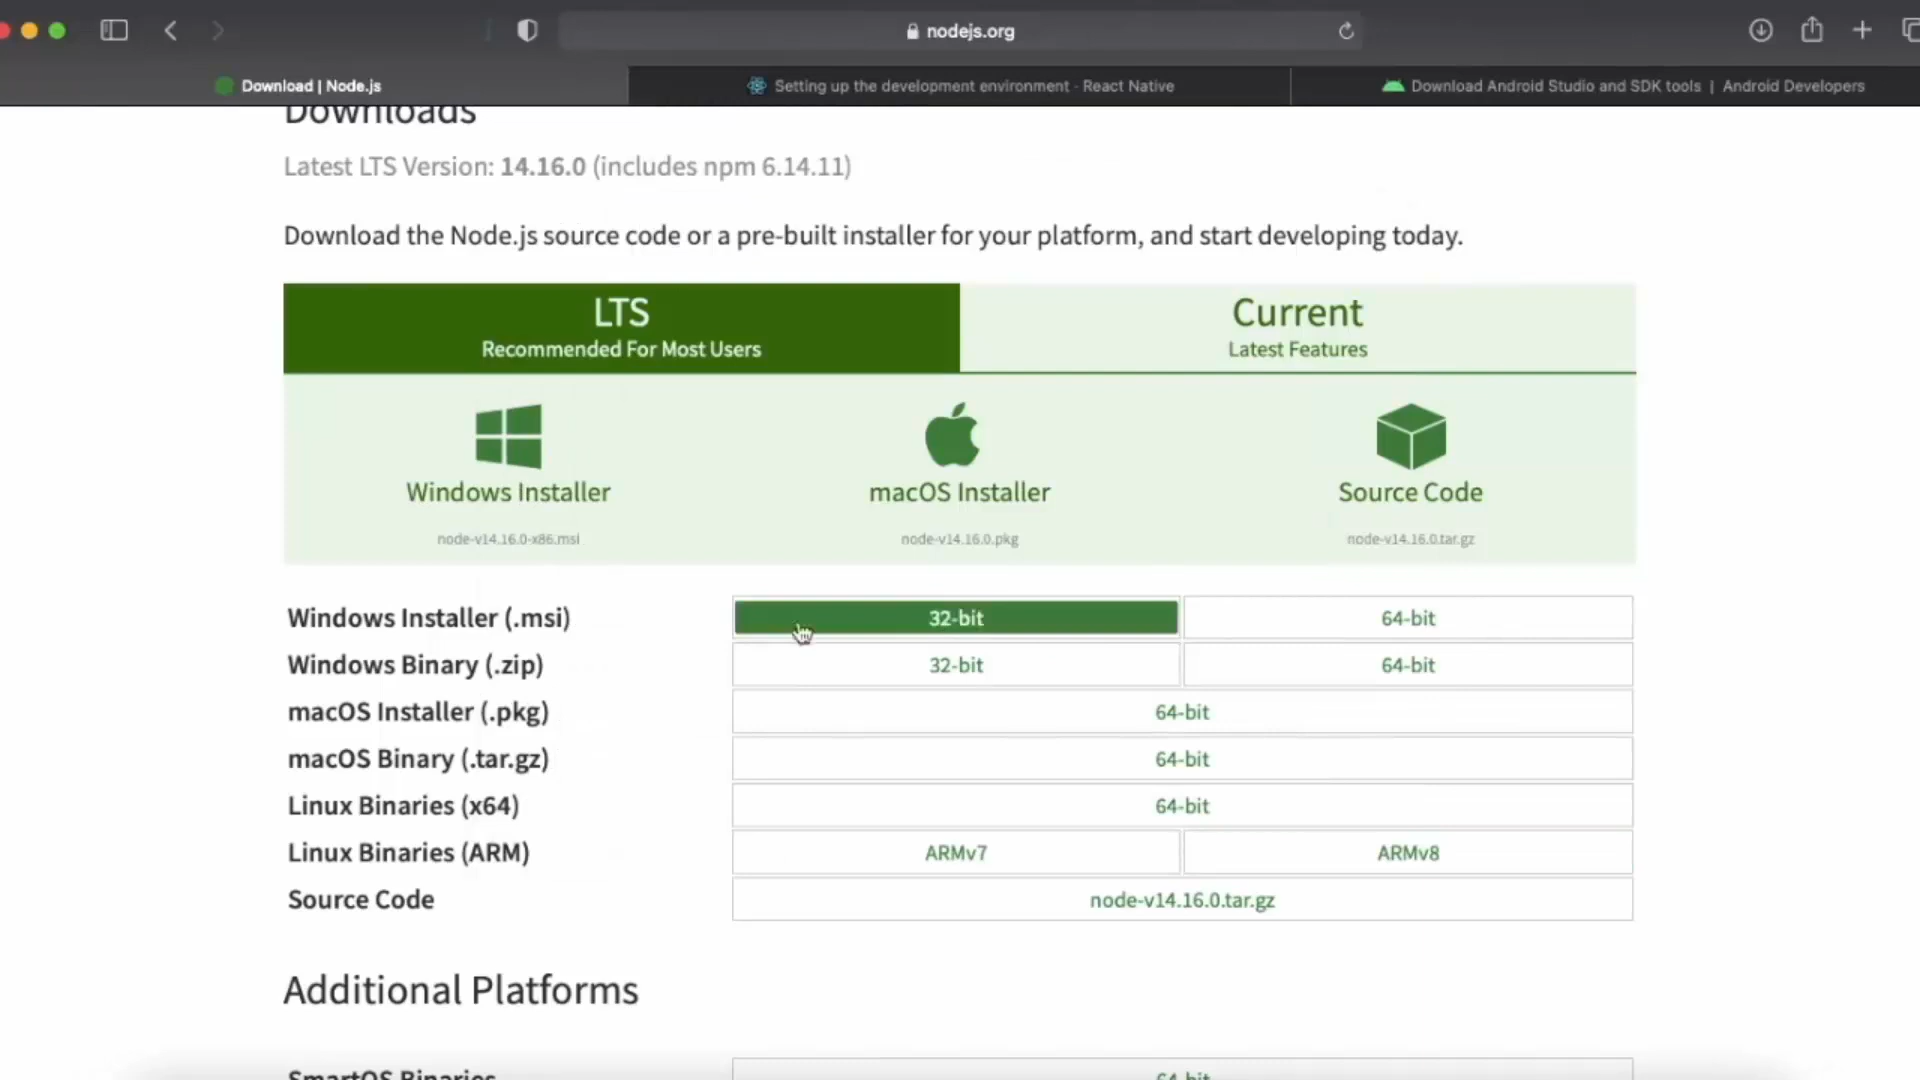 nodejs.org
Download | Node.js
Setting up the development environment · React Native
Download Android Studio and SDK tools | Android Developers
Downloads
Latest LTS Version: 14.16.0 (includes npm 6.14.11)
Download the Node.js source code or a pre-built installer for your platform, and start developing today.
LTS
Recommended For Most Users
Current
Latest Features
Windows Installer
node-v14.16.0-x86.msi
macOS Installer
node-v14.16.0.pkg
Source Code
node-v14.16.0.tar.gz
Windows Installer (.msi) 32-bit 64-bit
Windows Binary (.zip) 32-bit 64-bit
macOS Installer (.pkg) 64-bit
macOS Binary (.tar.gz) 64-bit
Linux Binaries (x64) 64-bit
Linux Binaries (ARM) ARMv7 ARMv8
Source Code node-v14.16.0.tar.gz
Additional Platforms
SmartOS Binaries 64-bit